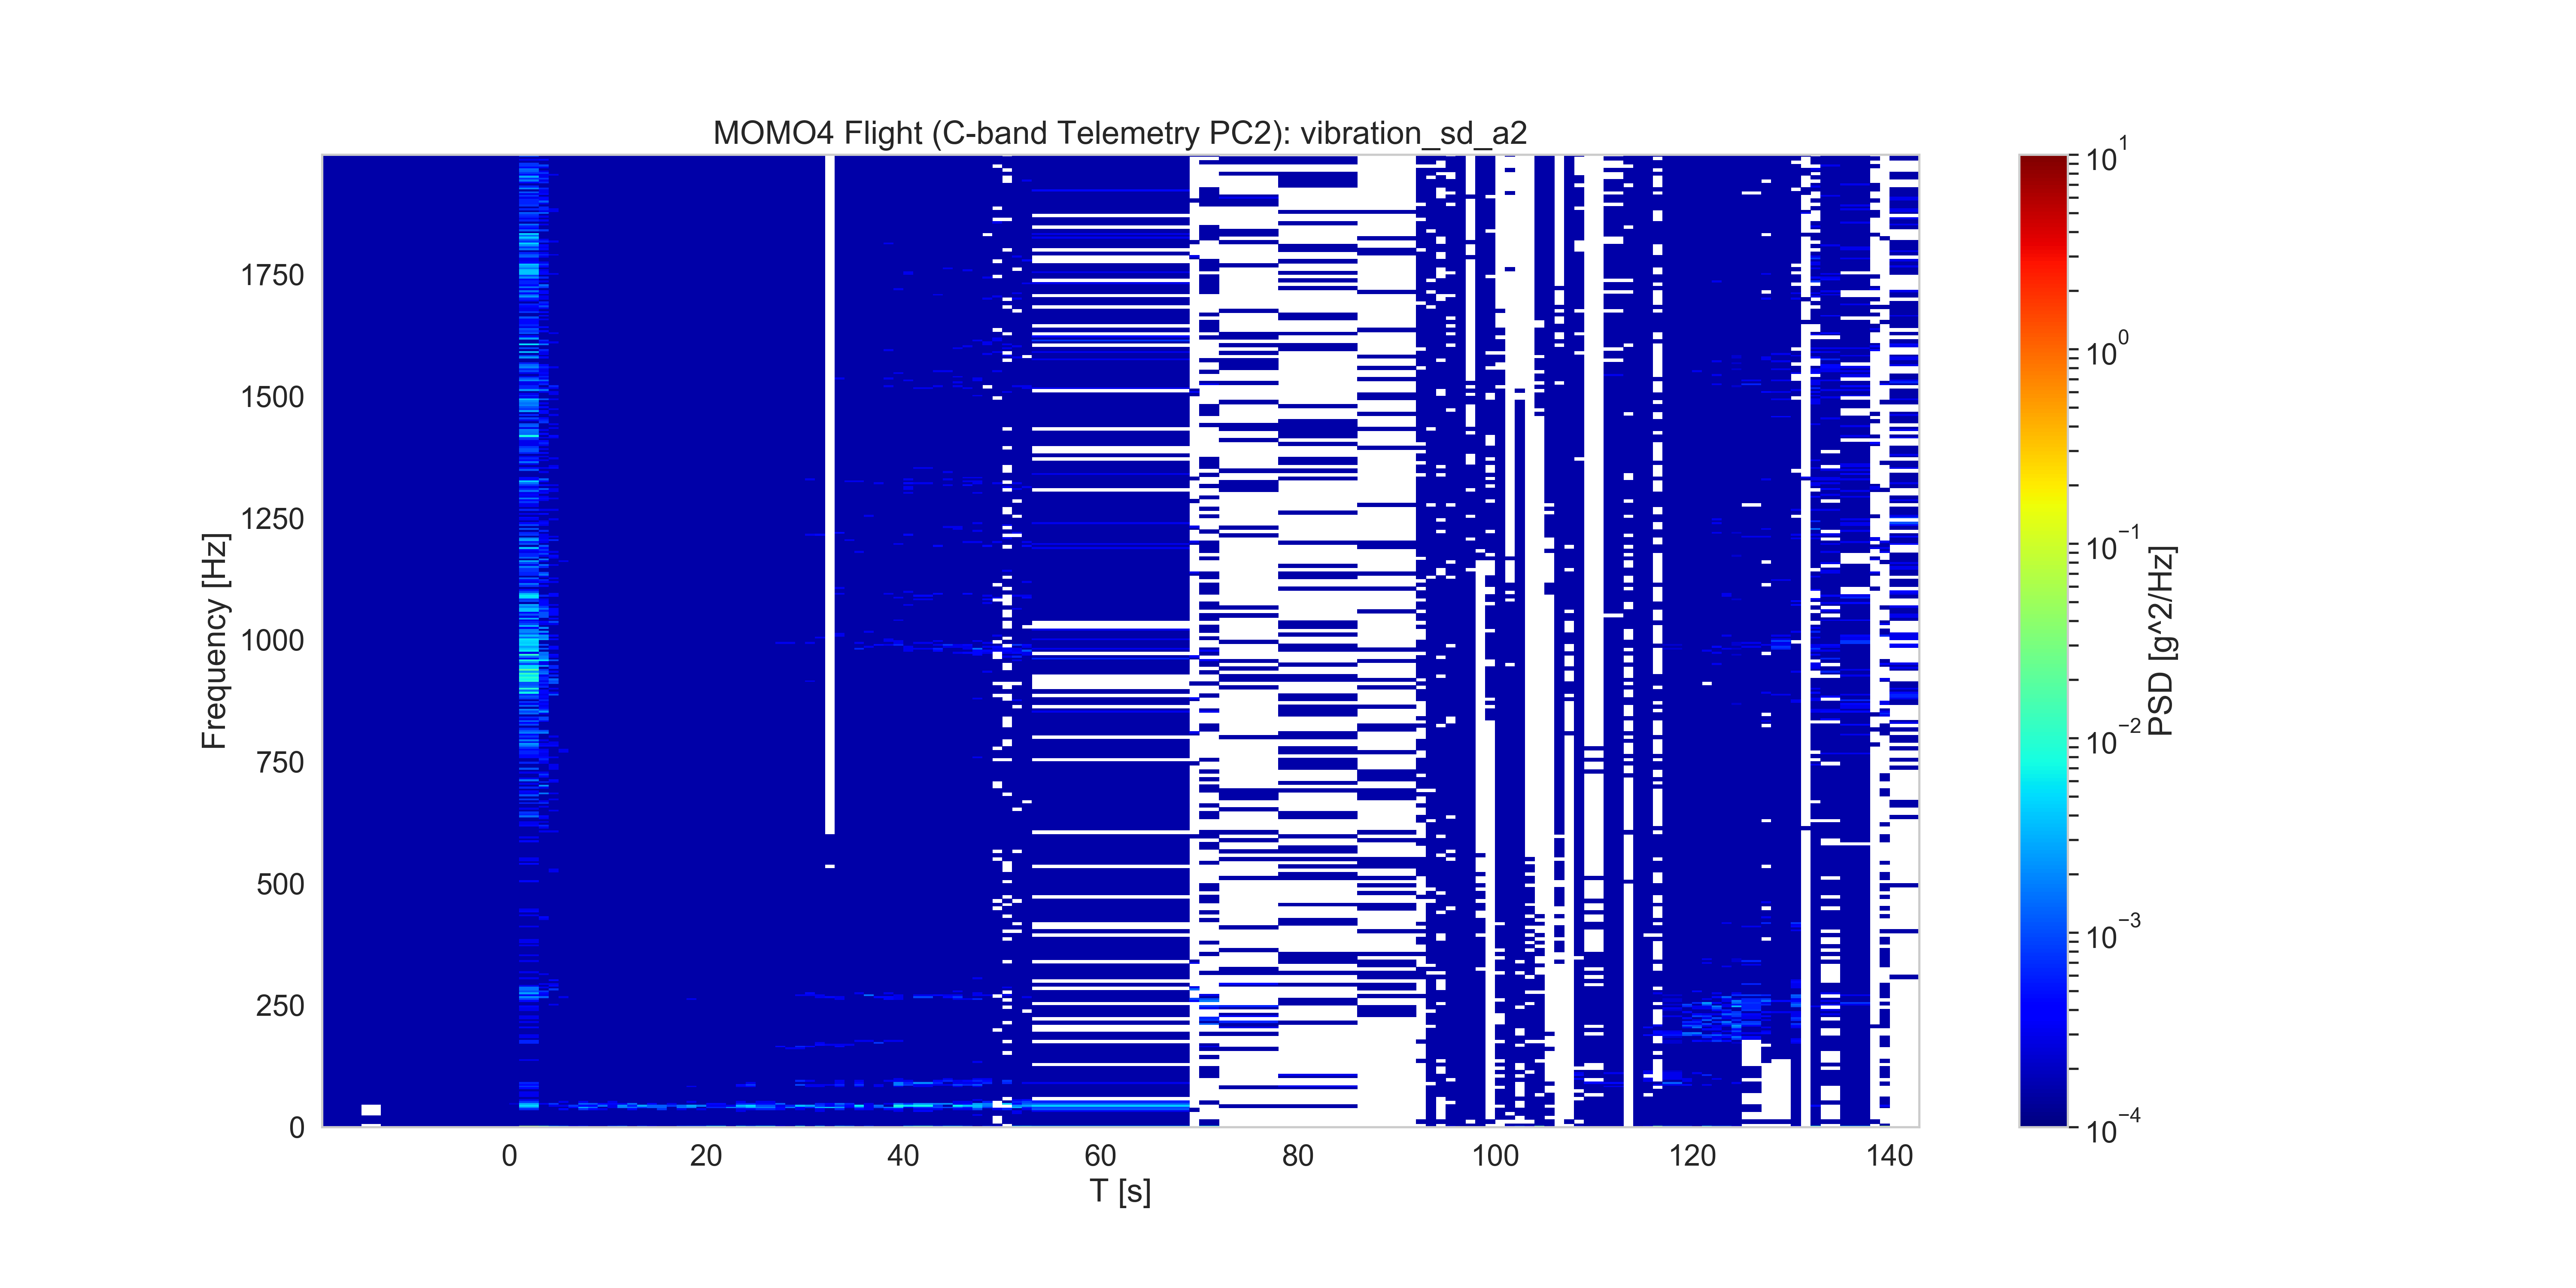 MOMO4 Flight (C-band Telemetry PC2): vibration_sd_a2
Frequency [Hz]
1750
1500
1250
1000
750
500
250
0
0 20 40 60 80 100 120 140
T [s]
10^1
10^0
10^−1
10^−2
10^−3
10^−4
PSD [g^2/Hz]